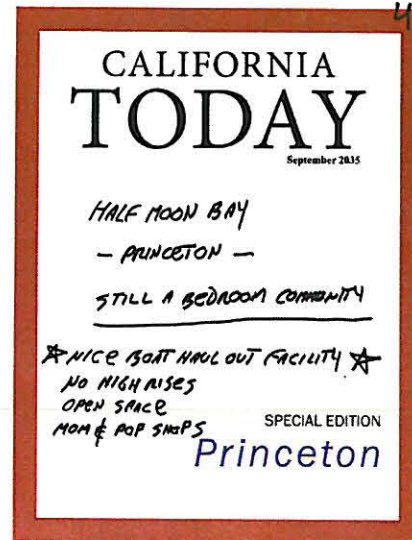 4
CALIFORNIA
TODAY
September 2035
HALF MOON BAY
- PRINCETON -
STILL A BEDROOM COMMUNITY
☆ NICE BOAT HAUL OUT FACILITY ☆
NO HIGH RISES
OPEN SPACE
MOM & POP SHOPS
SPECIAL EDITION
Princeton